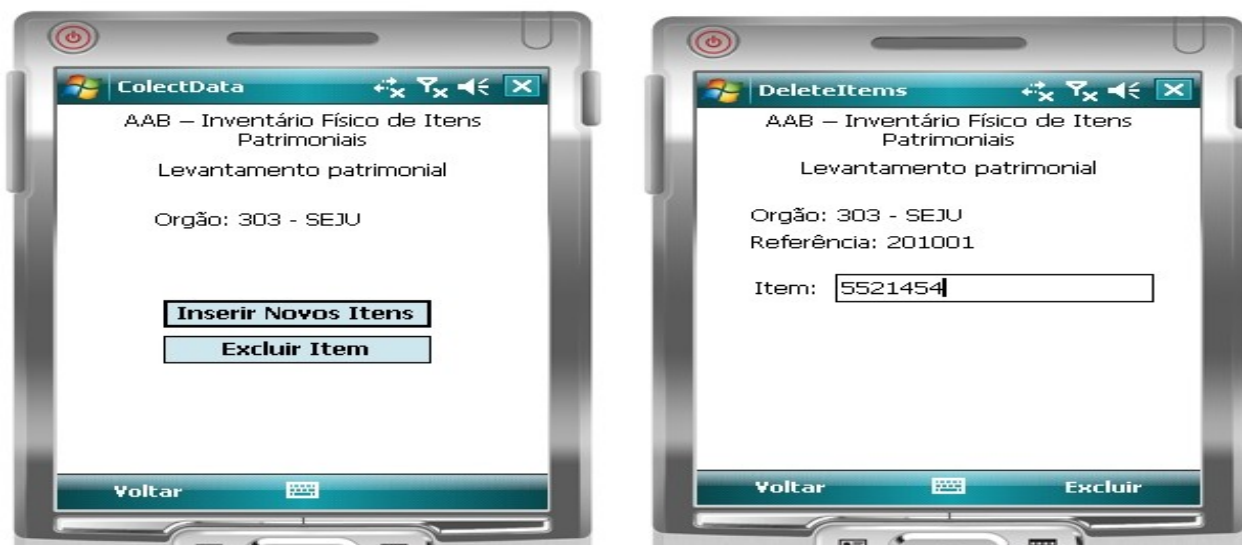 ColectData
AAB – Inventário Físico de Itens
Patrimoniais
Levantamento patrimonial
Orgão: 303 - SEJU
Inserir Novos Itens
Excluir Item
Voltar
DeleteItems
AAB – Inventário Físico de Itens
Patrimoniais
Levantamento patrimonial
Orgão: 303 - SEJU
Referência: 201001
Item: 5521454
Voltar Excluir